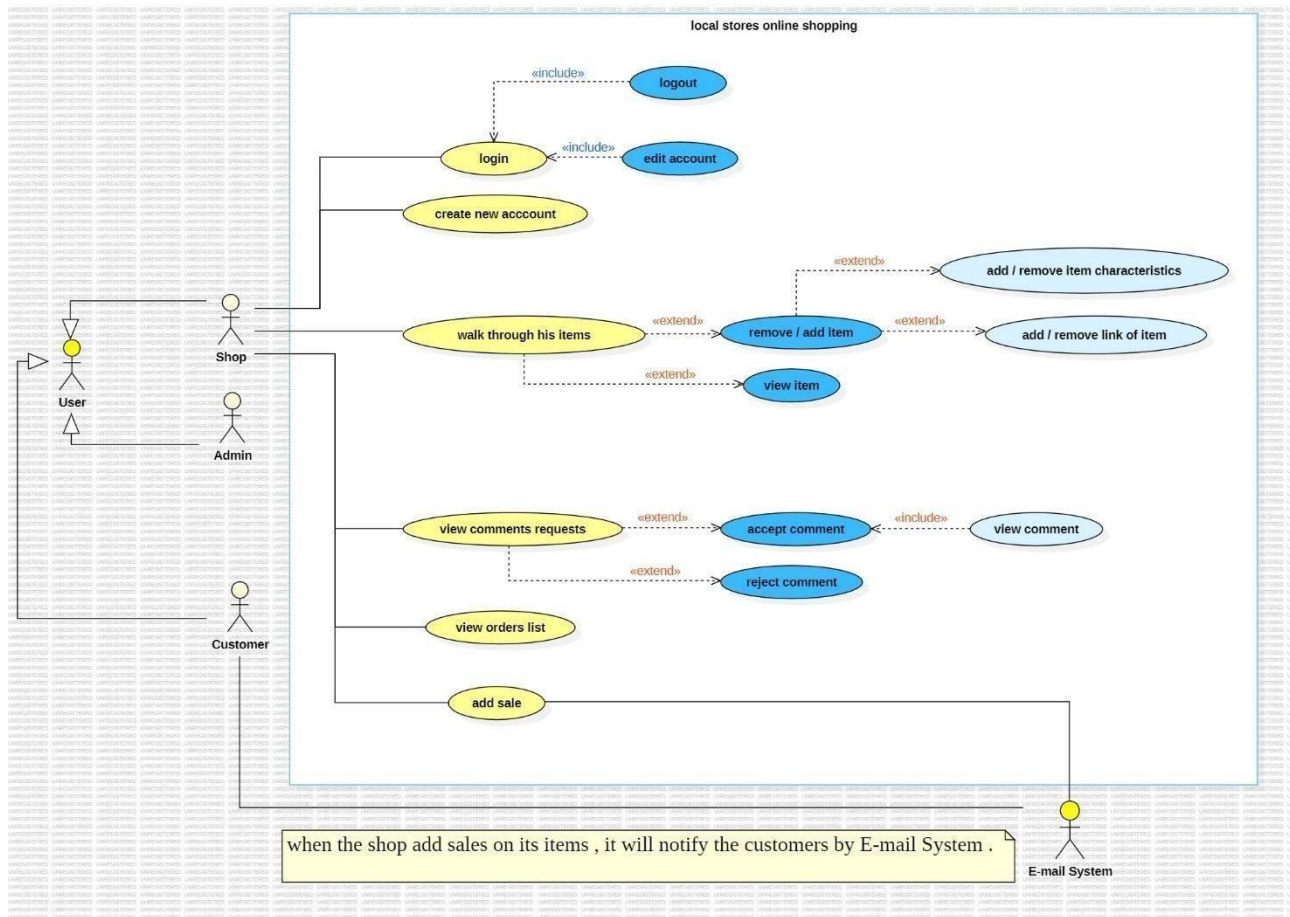 local stores online shopping
«include»
logout
login
«include»
edit account
create new acccount
«extend»
add / remove item characteristics
Shop
walk through his items
«extend»
remove / add item
«extend»
add / remove link of item
User
«extend»
view item
Admin
view comments requests
«extend»
accept comment
«include»
view comment
«extend»
reject comment
Customer
view orders list
add sale
when the shop add sales on its items , it will notify the customers by E-mail System .
E-mail System
UNREGISTERED